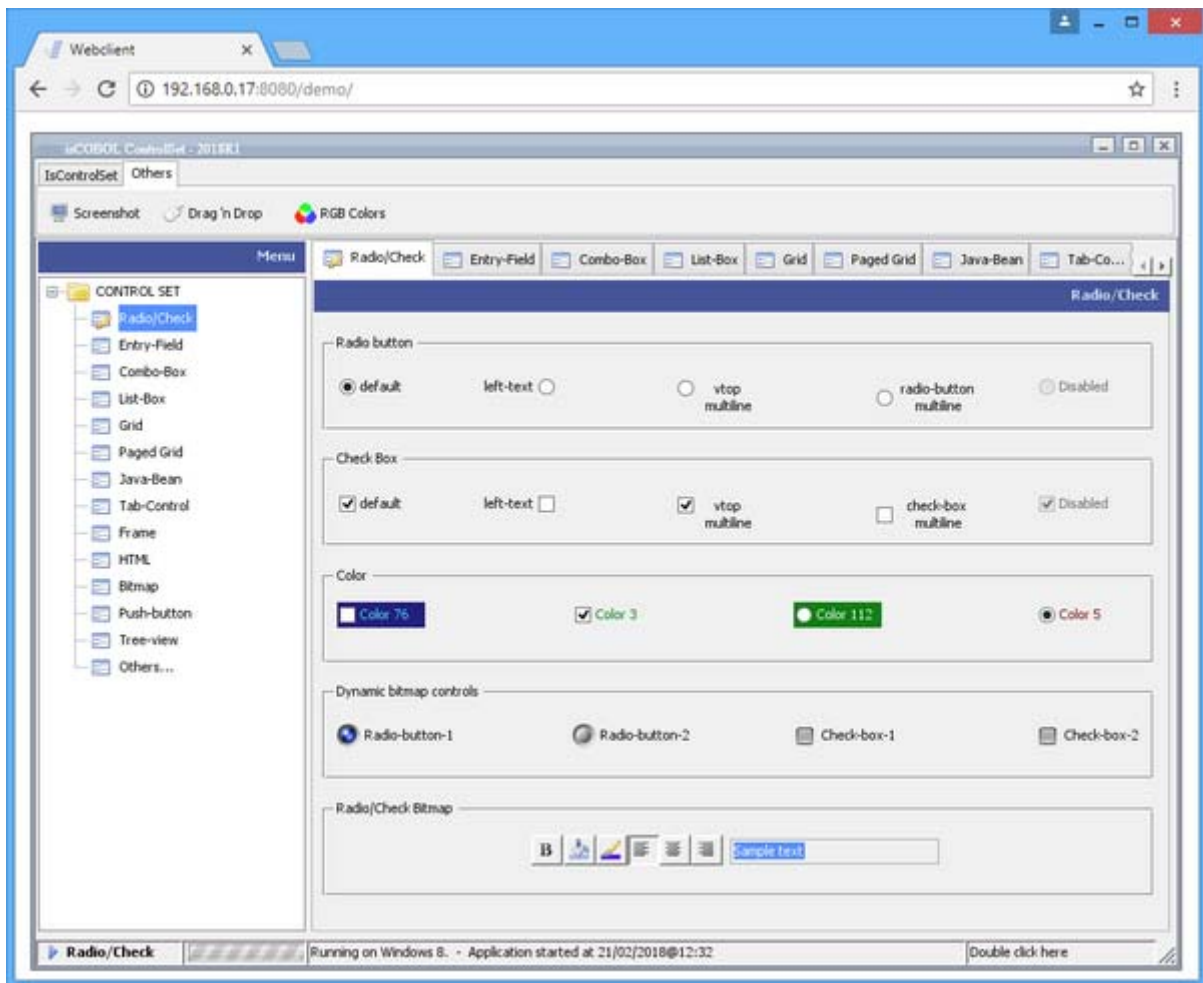 Webclient
192.168.0.17:8080/demo/
isCOBOL ControlSet - 2018R1
IsControlSet Others
Screenshot Drag 'n Drop RGB Colors
Menu
Radio/Check Entry-Field Combo-Box List-Box Grid Paged Grid Java-Bean Tab-Co...
CONTROL SET
Radio/Check
Entry-Field
Combo-Box
List-Box
Grid
Paged Grid
Java-Bean
Tab-Control
Frame
HTML
Bitmap
Push-button
Tree-view
Others...
Radio/Check
Radio button
default left-text vtop radio-button Disabled
multiline multiline
Check Box
default left-text vtop check-box Disabled
multiline multiline
Color
Color 76 Color 3 Color 112 Color 5
Dynamic bitmap controls
Radio-button-1 Radio-button-2 Check-box-1 Check-box-2
Radio/Check Bitmap
B Sample text
Radio/Check Running on Windows 8. - Application started at 21/02/2018@12:32 Double click here